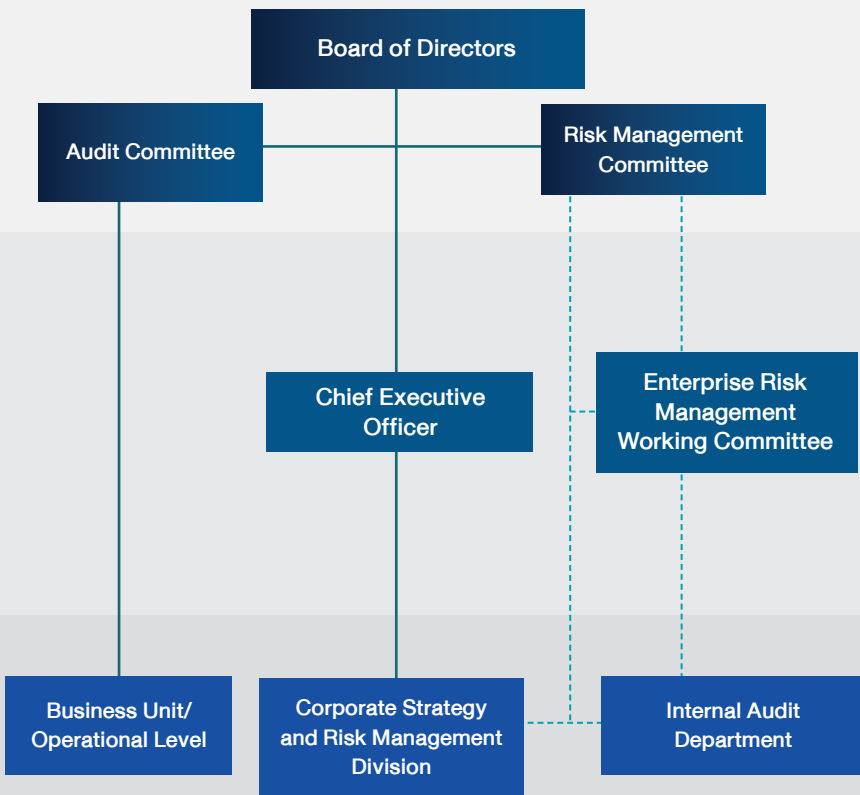 Board of Directors
Audit Committee
Risk Management
Committee
Chief Executive
Officer
Enterprise Risk
Management
Working Committee
Business Unit/
Operational Level
Corporate Strategy
and Risk Management
Division
Internal Audit
Department